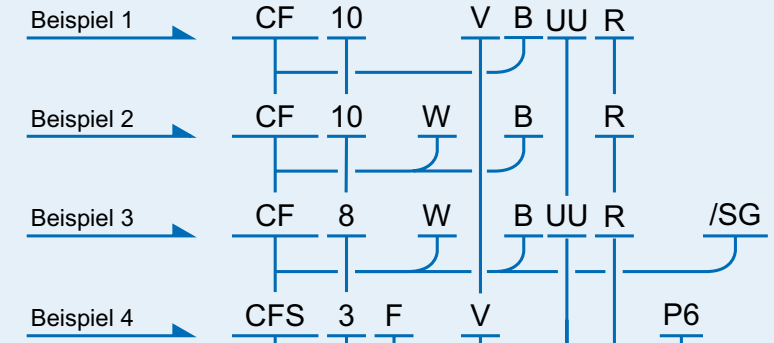 Beispiel 1 CF 10 V B UU R
Beispiel 2 CF 10 W B R
Beispiel 3 CF 8 W B UU R /SG
Beispiel 4 CFS 3 F V P6